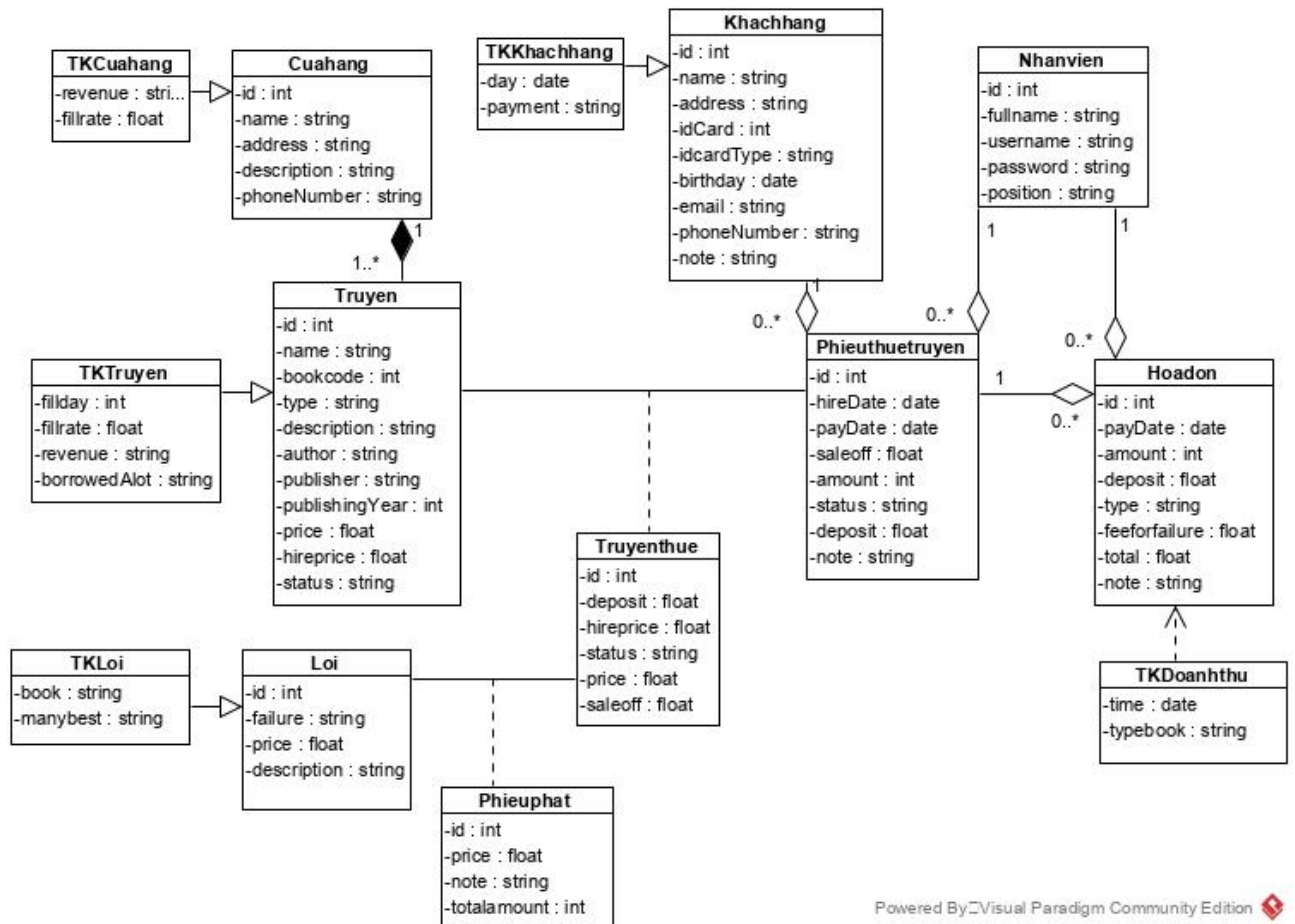 TKCuahang
-revenue : stri...
-fillrate : float
Cuahang
-id : int
-name : string
-address : string
-description : string
-phoneNumber : string
1
1..*
TKKhachhang
-day : date
-payment : string
Khachhang
-id : int
-name : string
-address : string
-idCard : int
-idcardType : string
-birthday : date
-email : string
-phoneNumber : string
-note : string
1
0..*
Nhanvien
-id : int
-fullname : string
-username : string
-password : string
-position : string
1
1
0..*
0..*
TKTruyen
-fillday : int
-fillrate : float
-revenue : string
-borrowedAlot : string
Truyen
-id : int
-name : string
-bookcode : int
-type : string
-description : string
-author : string
-publisher : string
-publishingYear : int
-price : float
-hireprice : float
-status : string
Phieuthuetruyen
-id : int
-hireDate : date
-payDate : date
-saleoff : float
-amount : int
-status : string
-deposit : float
-note : string
1
0..*
Hoadon
-id : int
-payDate : date
-amount : int
-deposit : float
-type : string
-feeforfailure : float
-total : float
-note : string
Truyenthue
-id : int
-deposit : float
-hireprice : float
-status : string
-price : float
-saleoff : float
TKLoi
-book : string
-manybest : string
Loi
-id : int
-failure : string
-price : float
-description : string
TKDoanhthu
-time : date
-typebook : string
Phieuphat
-id : int
-price : float
-note : string
-totalamount : int
Powered By Visual Paradigm Community Edition